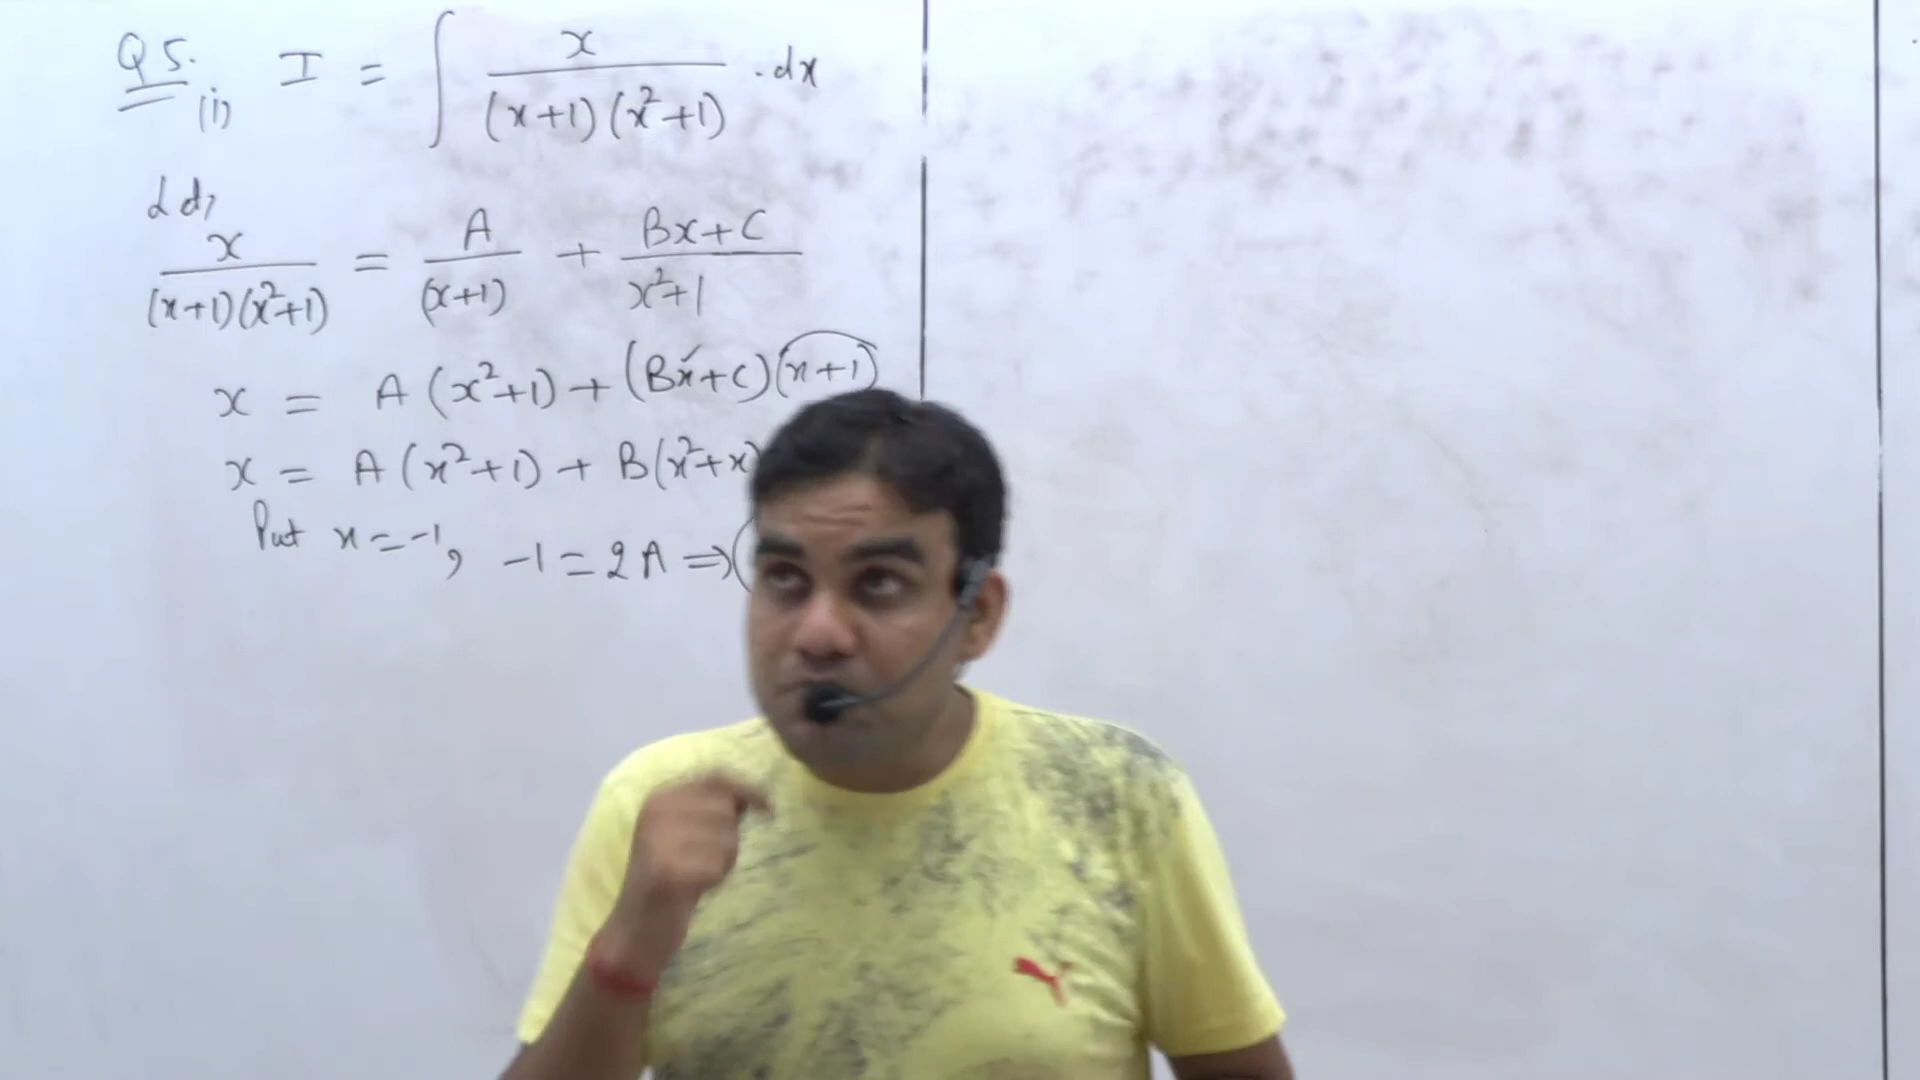 Q5. (i) I = ∫ x / (x+1)(x²+1) .dx
Let,
x / (x+1)(x²+1) = A / (x+1) + Bx+C / x²+1
x = A(x²+1) + (Bx+C)(x+1)
x = A(x²+1) + B(x²+x)
Put x = -1, -1 = 2A ⇒ (